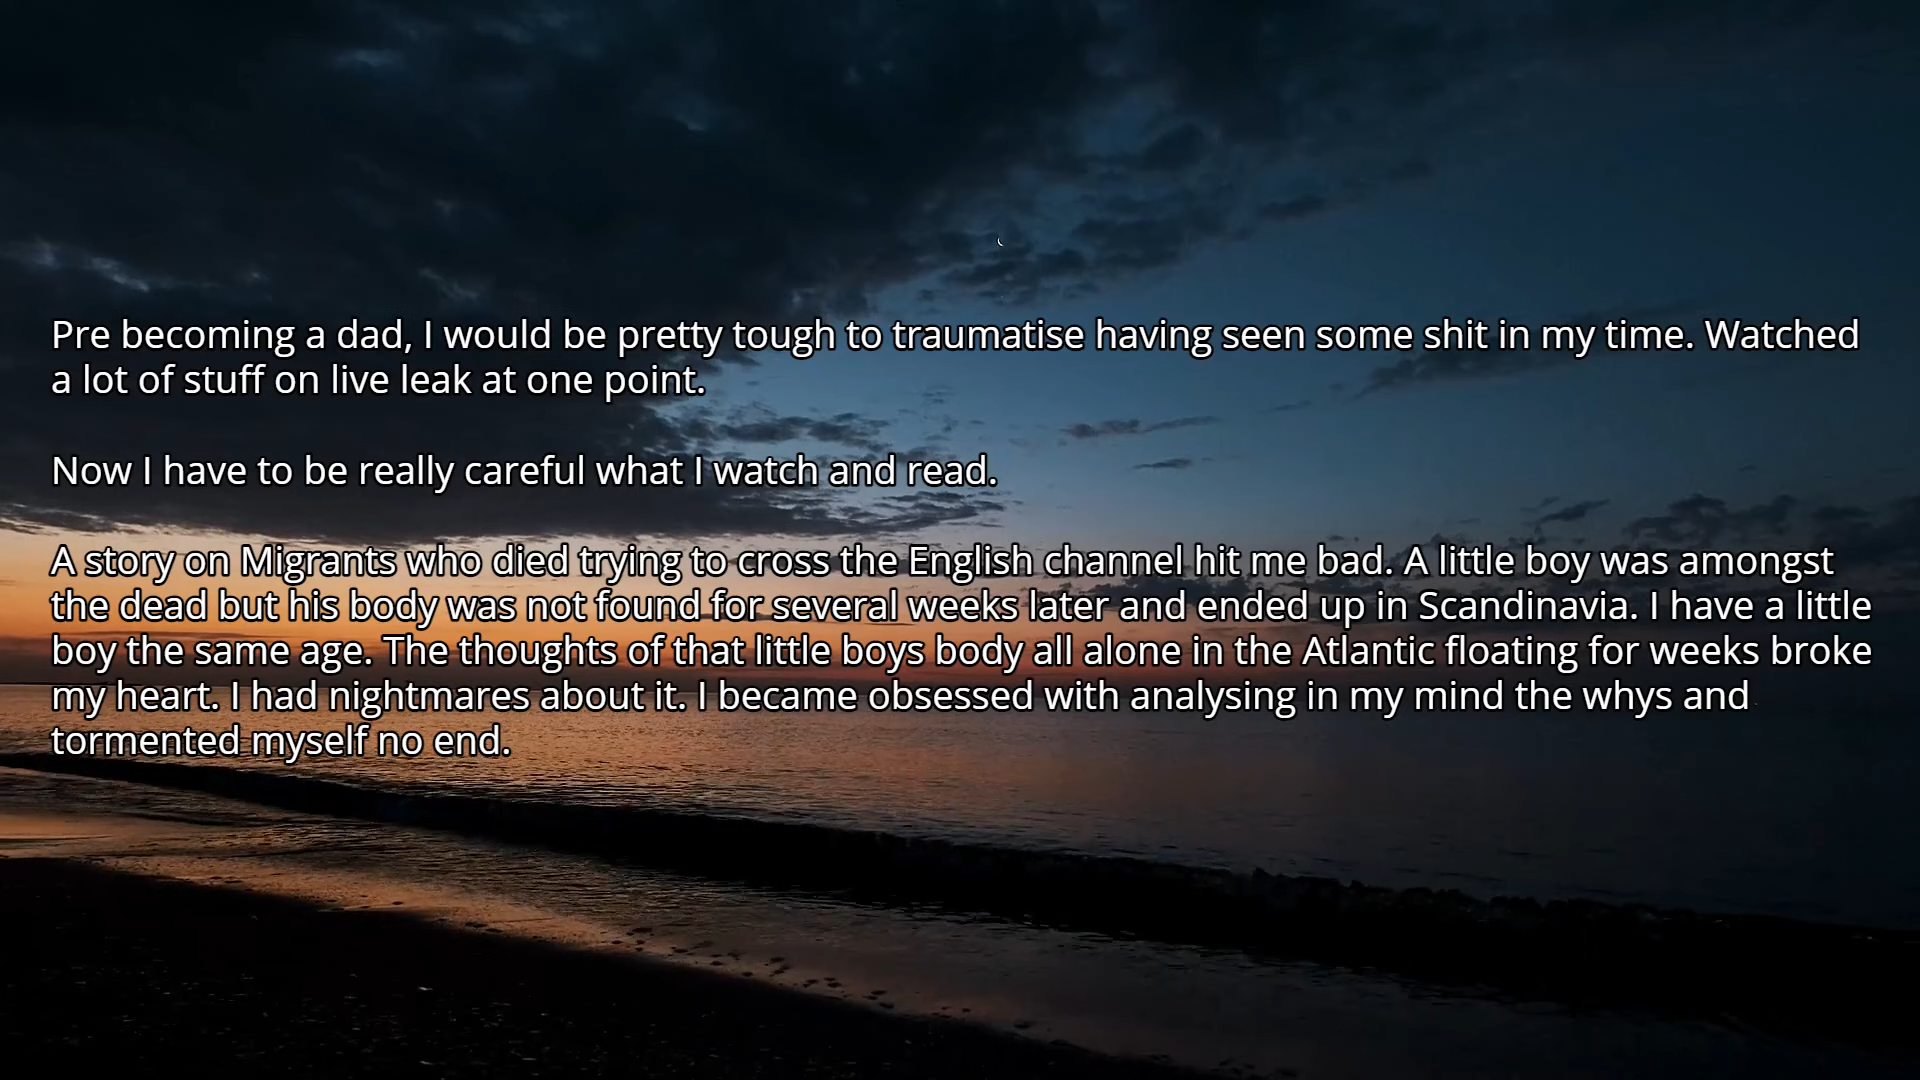 Pre becoming a dad, I would be pretty tough to traumatise having seen some shit in my time. Watched
a lot of stuff on live leak at one point.
Now I have to be really careful what I watch and read.
A story on Migrants who died trying to cross the English channel hit me bad. A little boy was amongst
the dead but his body was not found for several weeks later and ended up in Scandinavia. I have a little
boy the same age. The thoughts of that little boys body all alone in the Atlantic floating for weeks broke
my heart. I had nightmares about it. I became obsessed with analysing in my mind the whys and
tormented myself no end.